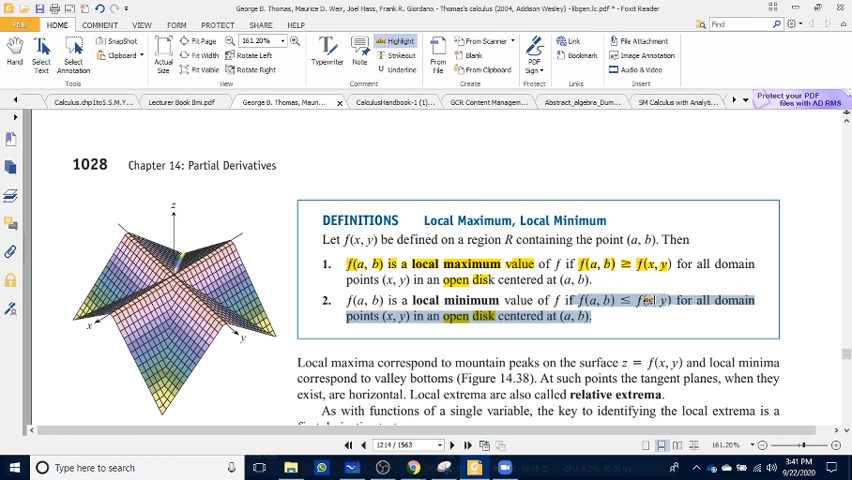 George B. Thomas, Maurice D. Weir, Joel Hass, Frank R. Giordano - Thomas's calculus (2004, Addison Wesley) - libgen.lc.pdf * - Foxit Reader
FILE HOME COMMENT VIEW FORM PROTECT SHARE HELP EXTRAS
Find
Hand
Select Text
Select Annotation
SnapShot
Clipboard
Actual Size
Fit Page
Fit Width
Fit Visible
161.20%
Rotate Left
Rotate Right
Typewriter
Note
Highlight
Strikeout
Underline
From File
From Scanner
Blank
From Clipboard
PDF Sign
Link
Bookmark
File Attachment
Image Annotation
Audio & Video
Tools View Comment Create Protect Links Insert
Calculus.chp1to5.S.M.Y...
Lecturer Book Ilmi.pdf
George B. Thomas, Mauri...
CalculusHandbook-1 (1)...
GCR Content Managem...
Abstract_algebra_Dum...
SM Calculus with Analyt...
Protect your PDF
files with AD RMS
1028 Chapter 14: Partial Derivatives
z
x
y
DEFINITIONS Local Maximum, Local Minimum
Let f(x, y) be defined on a region R containing the point (a, b). Then
1. f(a, b) is a local maximum value of f if f(a, b) ≥ f(x, y) for all domain
points (x, y) in an open disk centered at (a, b).
2. f(a, b) is a local minimum value of f if f(a, b) ≤ f(x, y) for all domain
points (x, y) in an open disk centered at (a, b).
Local maxima correspond to mountain peaks on the surface z = f(x, y) and local minima
correspond to valley bottoms (Figure 14.38). At such points the tangent planes, when they
exist, are horizontal. Local extrema are also called relative extrema.
As with functions of a single variable, the key to identifying the local extrema is a
1214 / 1563
161.20%
Type here to search
3:41 PM
9/22/2020